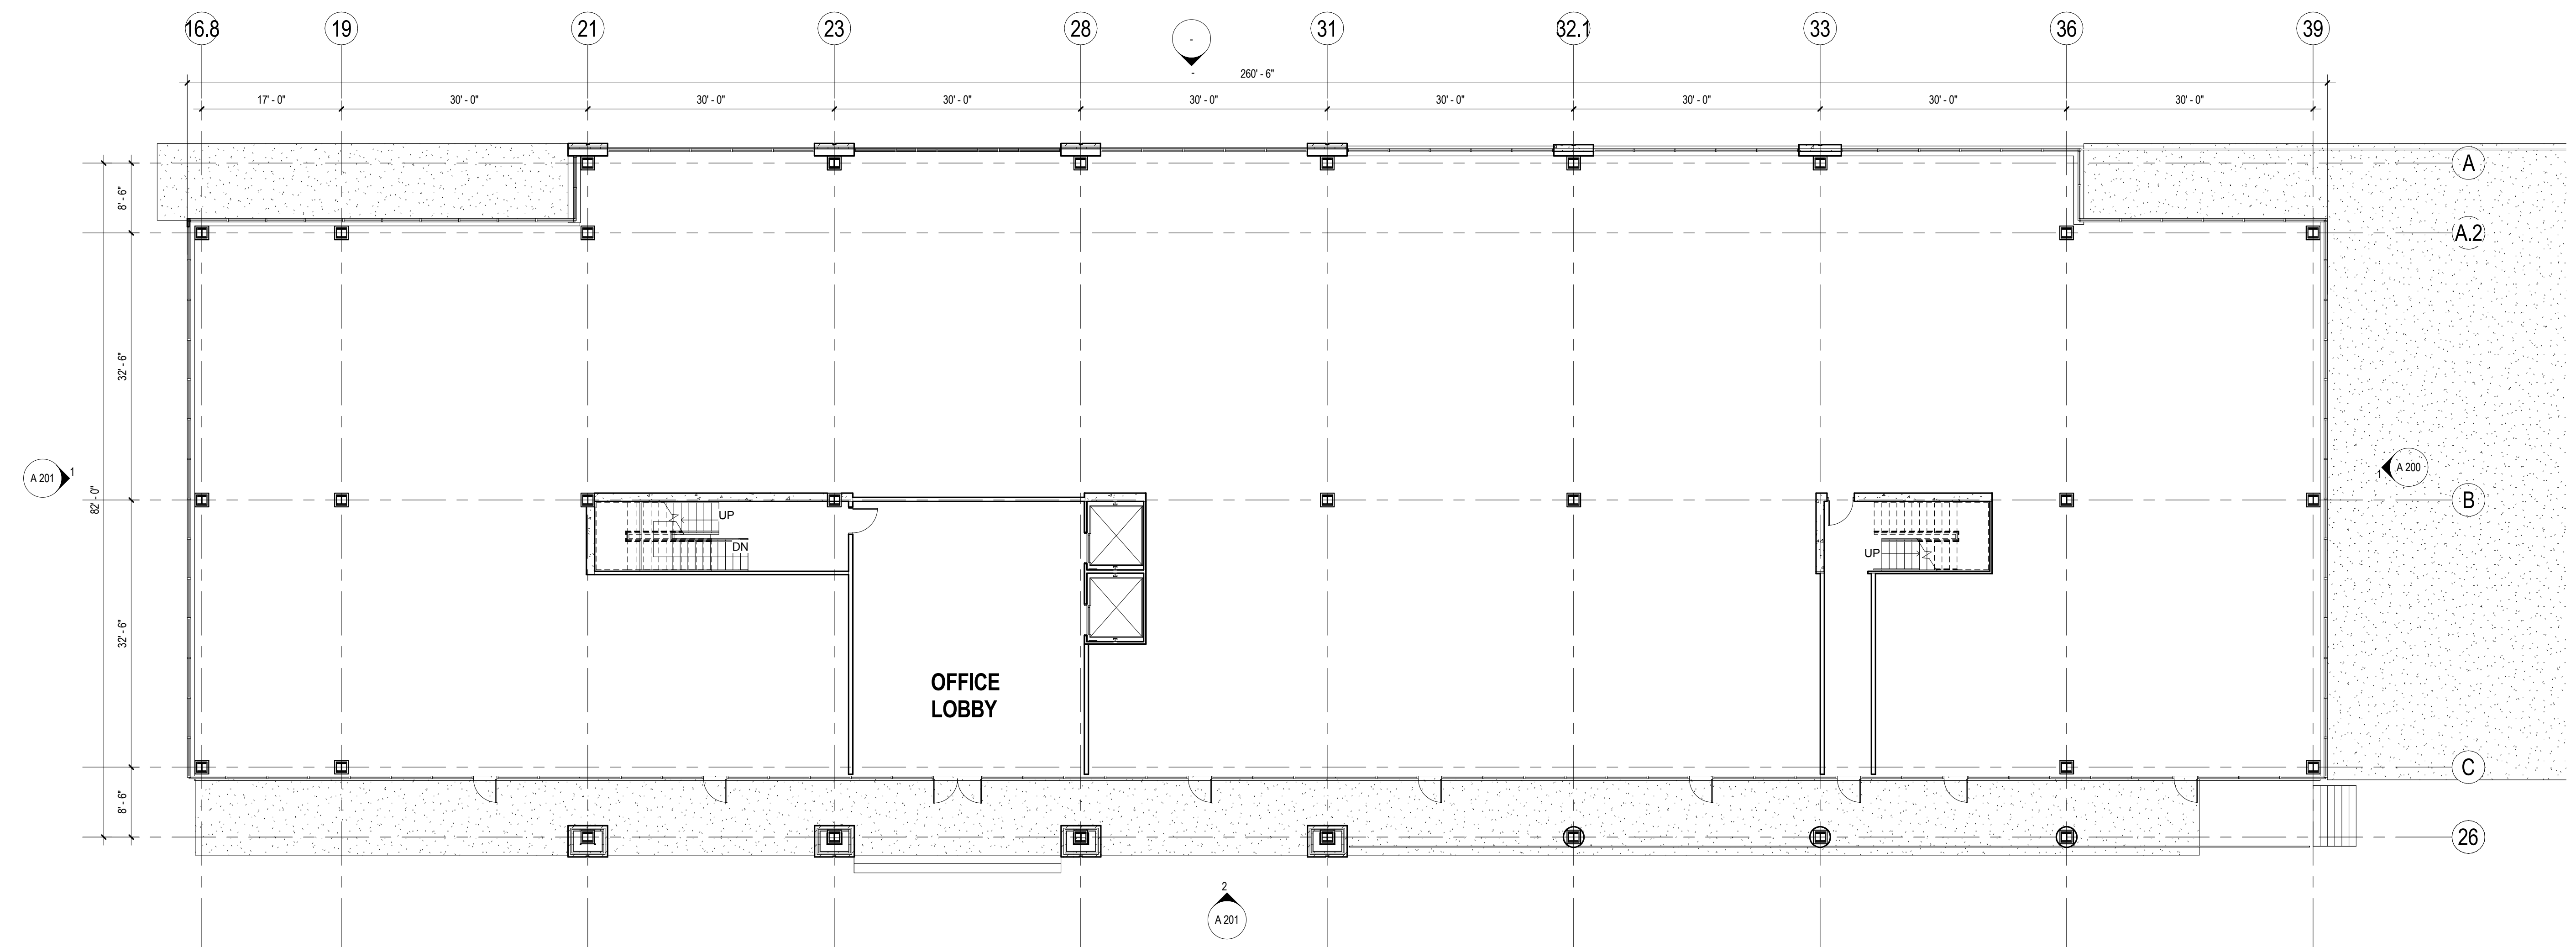 16.8 19 21 23 28 31 32.1 33 36 39
-
-
260' - 6"
17' - 0" 30' - 0" 30' - 0" 30' - 0" 30' - 0" 30' - 0" 30' - 0" 30' - 0" 30' - 0"
A
8' - 6"
A.2
32' - 6"
A 201 1
1 A 200
82' - 0"
B
UP
DN
UP
32' - 6"
OFFICE
LOBBY
C
8' - 6"
26
2
A 201